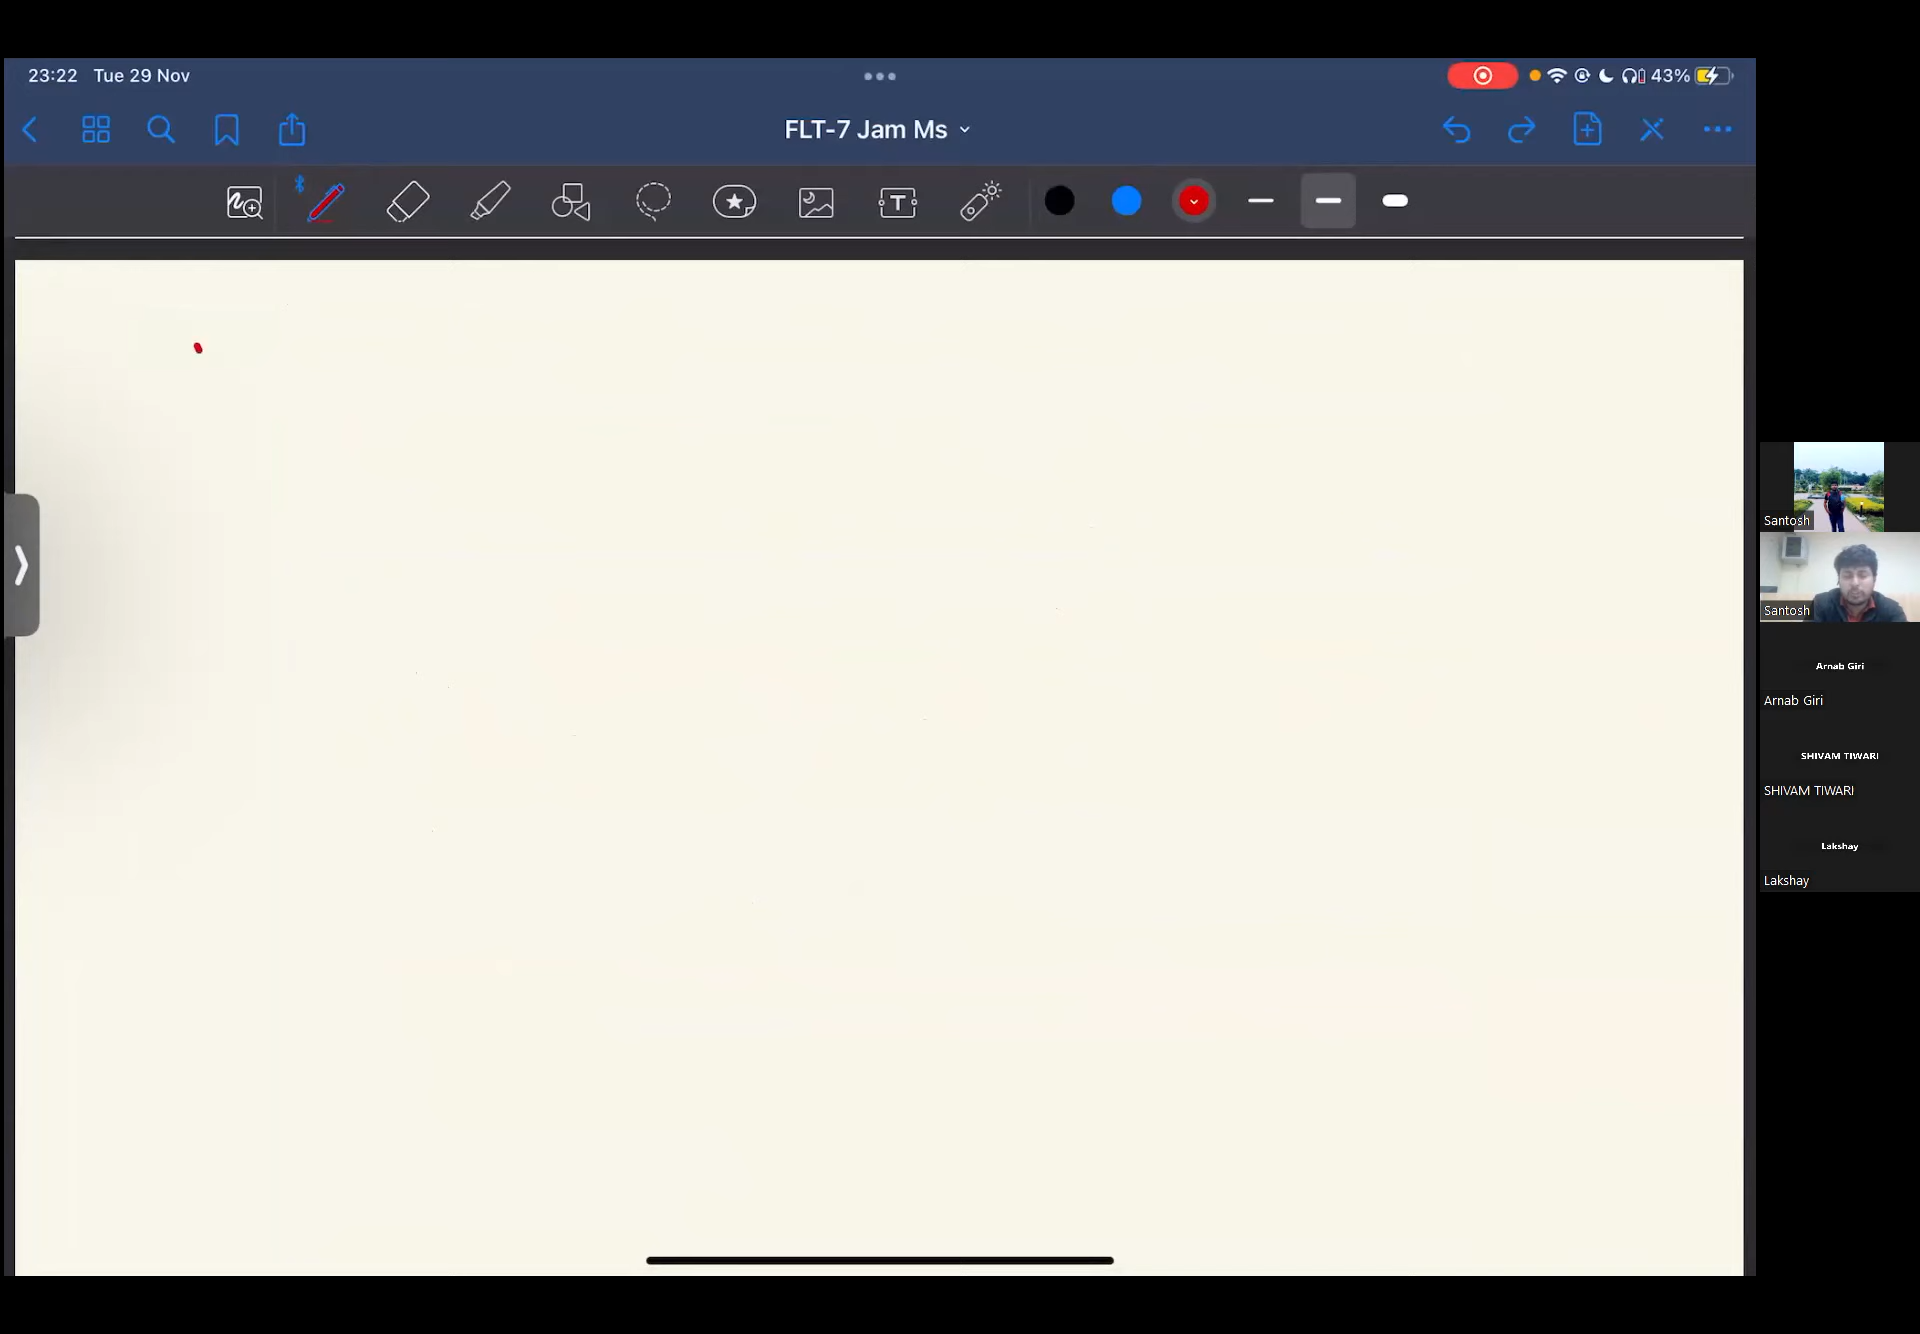 23:22 Tue 29 Nov
43%
FLT-7 Jam Ms
T
Santosh
Santosh
Arnab Giri
Arnab Giri
SHIVAM TIWARI
SHIVAM TIWARI
Lakshay
Lakshay